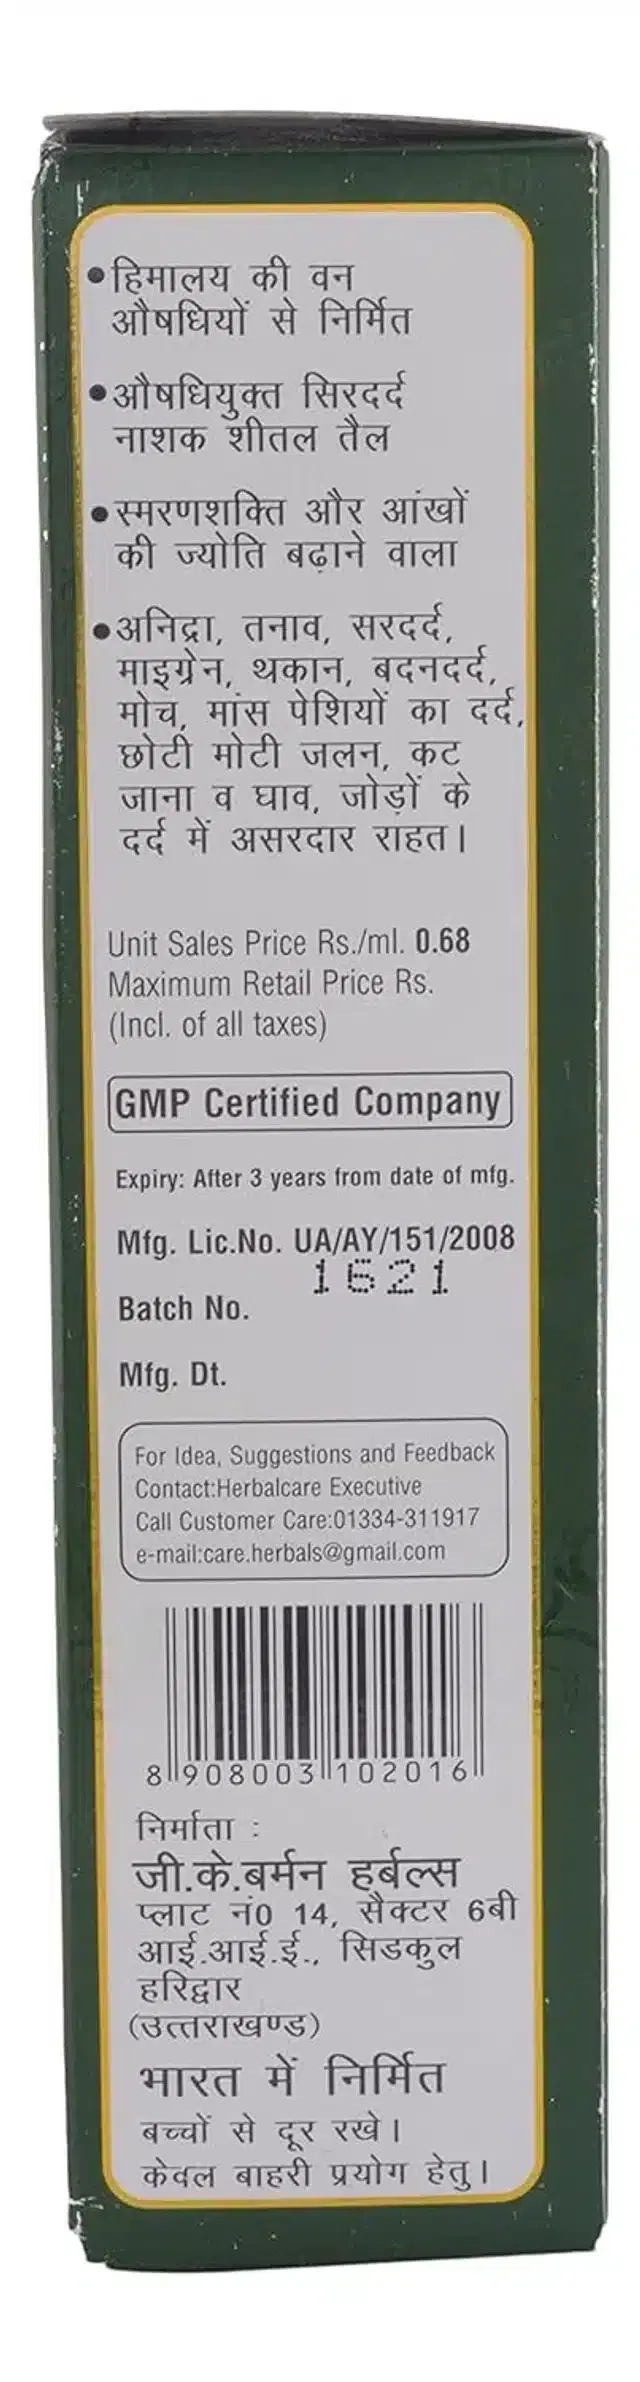 •हिमालय की वन
औषधियों से निर्मित
•औषधियुक्त सिरदर्द
नाशक शीतल तैल
•स्मरणशक्ति और आंखों
की ज्योति बढ़ाने वाला
•अनिद्रा, तनाव, सरदर्द,
माइग्रेन, थकान, बदनदर्द,
मोच, मांस पेशियों का दर्द,
छोटी मोटी जलन, कट
जाना व घाव, जोड़ों के
दर्द में असरदार राहत।
Unit Sales Price Rs./ml. 0.68
Maximum Retail Price Rs.
(Incl. of all taxes)
GMP Certified Company
Expiry: After 3 years from date of mfg.
Mfg. Lic.No. UA/AY/151/2008
1621
Batch No.
Mfg. Dt.
For Idea, Suggestions and Feedback
Contact:Herbalcare Executive
Call Customer Care:01334-311917
e-mail:care.herbals@gmail.com
8 908003 102016
निर्माता :
जी.के.बर्मन हर्बल्स
प्लाट नं0 14, सैक्टर 6बी
आई.आई.ई., सिडकुल
हरिद्वार
(उत्तराखण्ड)
भारत में निर्मित
बच्चों से दूर रखे।
केवल बाहरी प्रयोग हेतु।